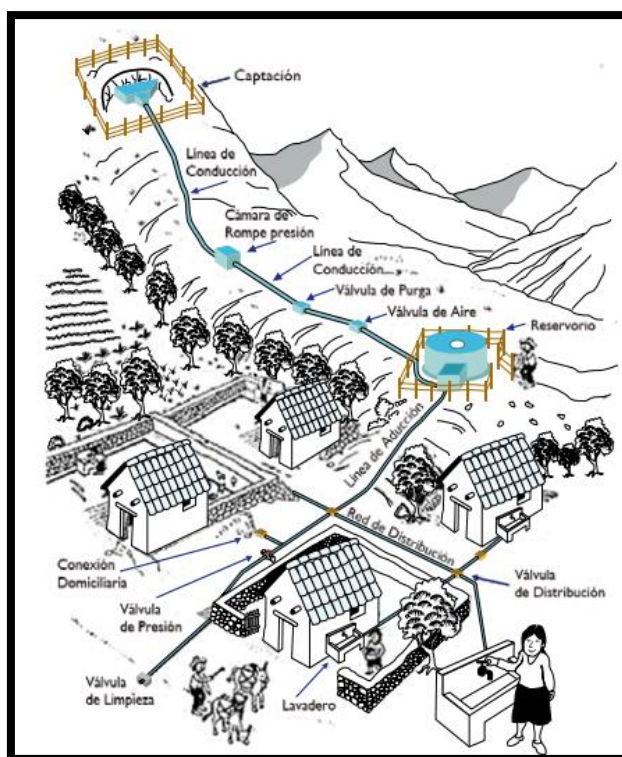 Captación
Línea de
Conducción
Cámara de
Rompe presión
Línea de
Conducción
Válvula de Purga
Válvula de Aire
Reservorio
Línea de Aducción
Red de Distribución
Conexión
Domiciliaria
Válvula
de Presión
Válvula
de Distribución
Válvula
de Limpieza
Lavadero